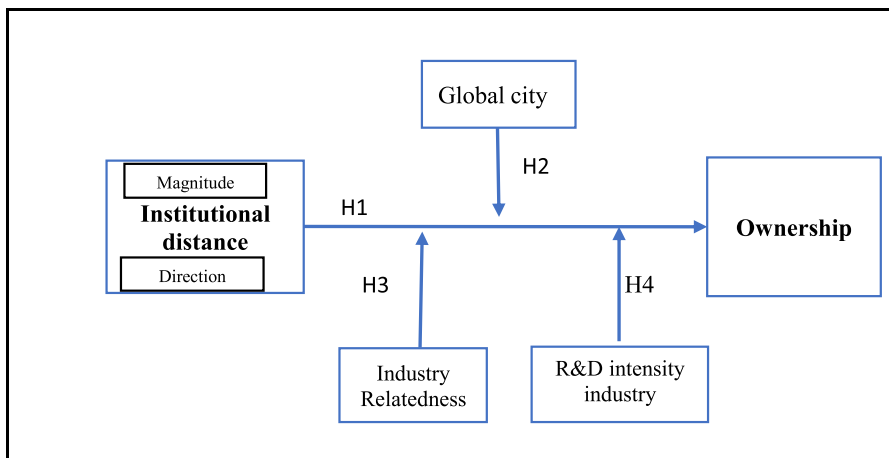 Global city
H2
Magnitude
Institutional
distance
Direction
H1
Ownership
H3
H4
Industry
Relatedness
R&D intensity
industry